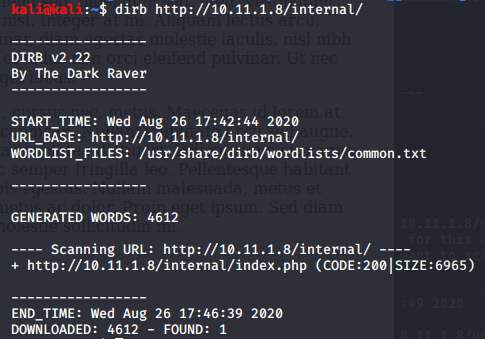 kali@kali:~$ dirb http://10.11.1.8/internal/
-----------------
DIRB v2.22
By The Dark Raver
-----------------
START_TIME: Wed Aug 26 17:42:44 2020
URL_BASE: http://10.11.1.8/internal/
WORDLIST_FILES: /usr/share/dirb/wordlists/common.txt
-----------------
GENERATED WORDS: 4612
---- Scanning URL: http://10.11.1.8/internal/ ----
+ http://10.11.1.8/internal/index.php (CODE:200|SIZE:6965)
-----------------
END_TIME: Wed Aug 26 17:46:39 2020
DOWNLOADED: 4612 - FOUND: 1